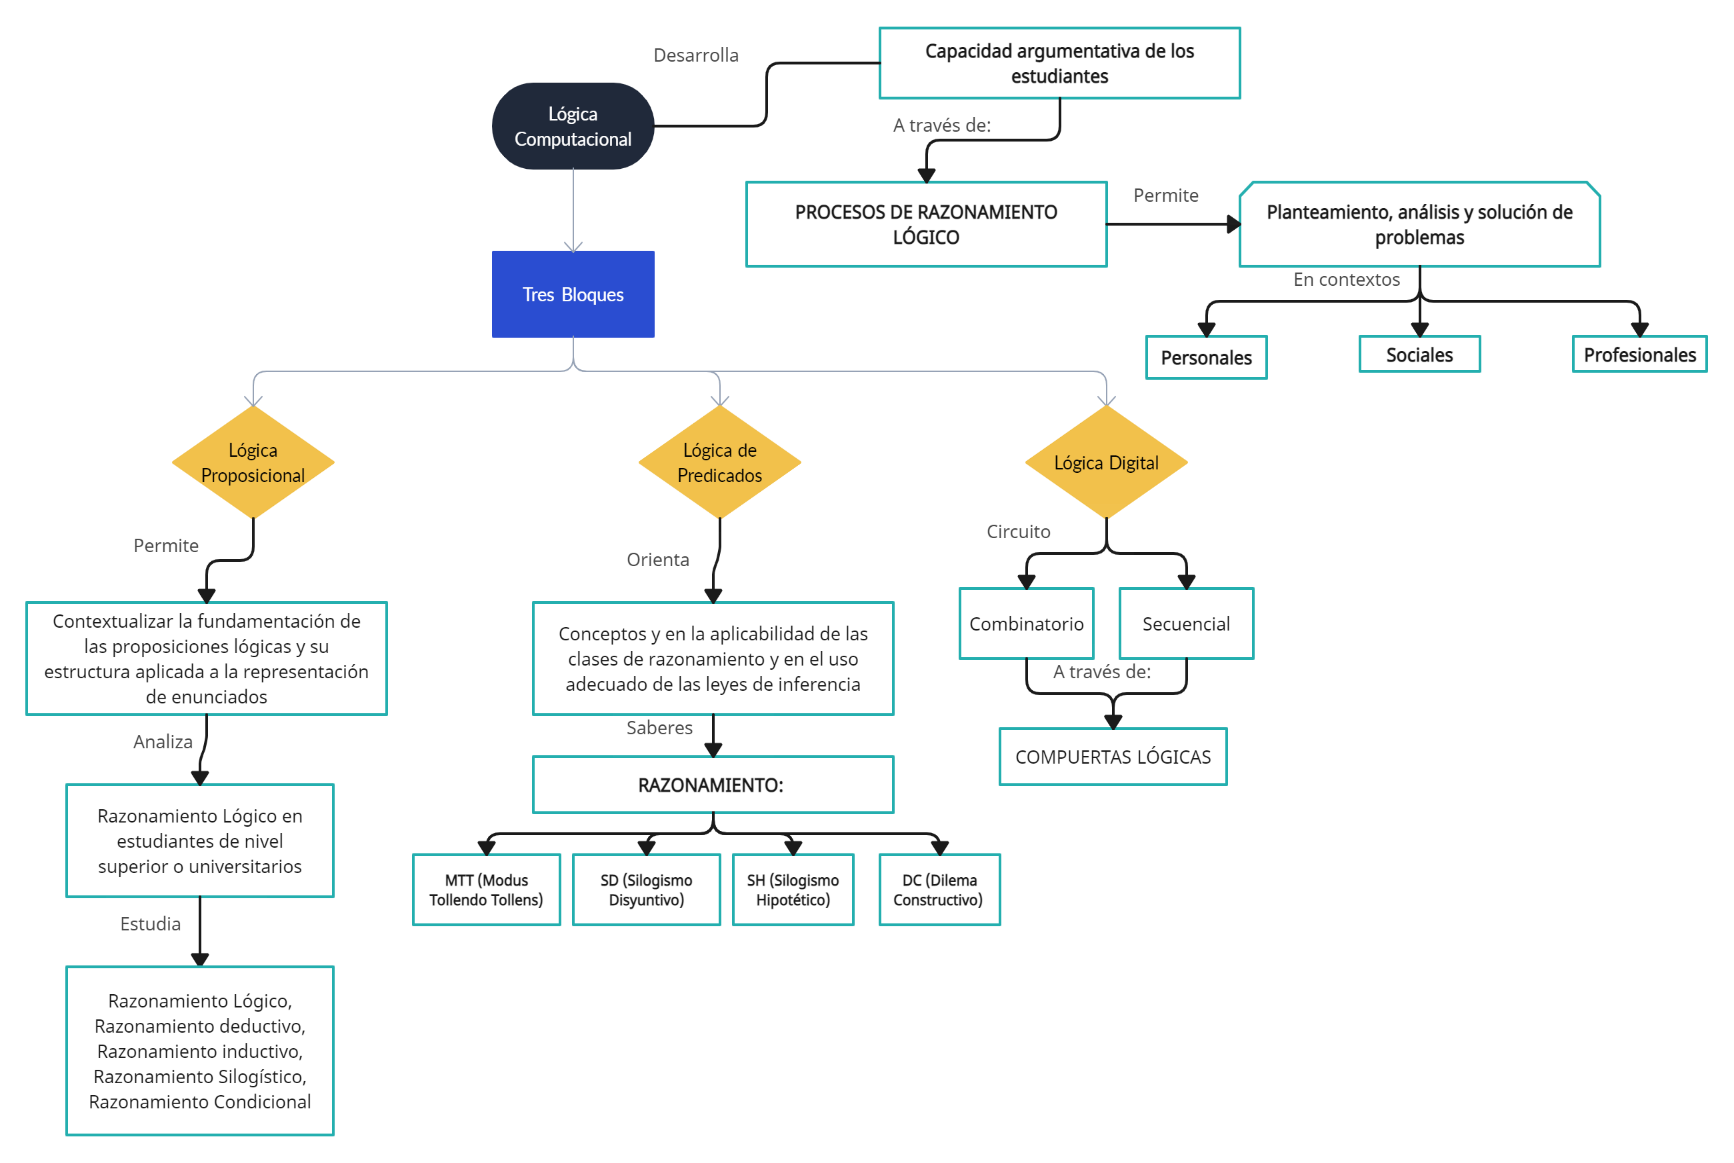 Desarrolla
Capacidad argumentativa de los
estudiantes
Lógica
Computacional
A través de:
PROCESOS DE RAZONAMIENTO
LÓGICO
Permite
Planteamiento, análisis y solución de
problemas
En contextos
Personales
Sociales
Profesionales
Tres Bloques
Lógica
Proposicional
Permite
Contextualizar la fundamentación de
las proposiciones lógicas y su
estructura aplicada a la representación
de enunciados
Analiza
Razonamiento Lógico en
estudiantes de nivel
superior o universitarios
Estudia
Razonamiento Lógico,
Razonamiento deductivo,
Razonamiento inductivo,
Razonamiento Silogístico,
Razonamiento Condicional
Lógica de
Predicados
Orienta
Conceptos y en la aplicabilidad de las
clases de razonamiento y en el uso
adecuado de las leyes de inferencia
Saberes
RAZONAMIENTO:
MTT (Modus
Tollendo Tollens)
SD (Silogismo
Disyuntivo)
SH (Silogismo
Hipotético)
DC (Dilema
Constructivo)
Lógica Digital
Circuito
Combinatorio
Secuencial
A través de:
COMPUERTAS LÓGICAS